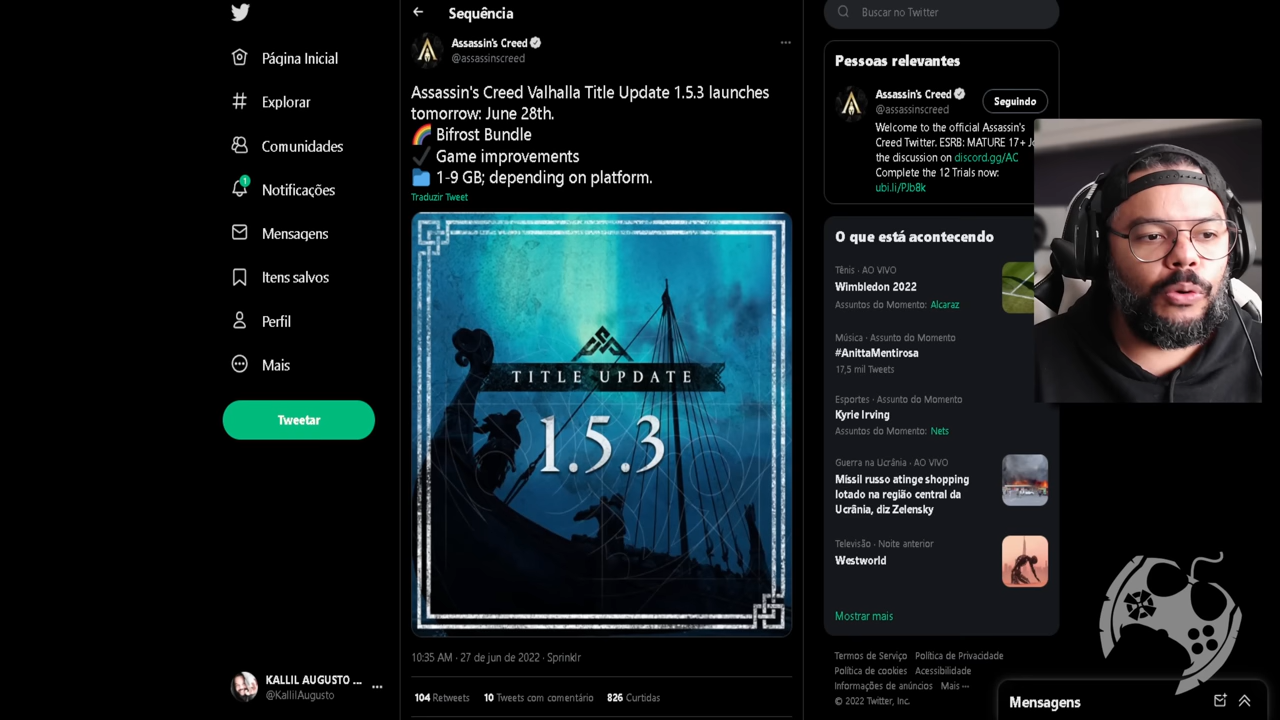 Página Inicial
Explorar
Comunidades
1
Notificações
Mensagens
Itens salvos
Perfil
Mais
Tweetar
KALLIL AUGUSTO ...
@KallilAugusto
Sequência
Assassin's Creed
@assassinscreed
Assassin's Creed Valhalla Title Update 1.5.3 launches
tomorrow: June 28th.
🌈 Bifrost Bundle
✔ Game improvements
📁 1-9 GB; depending on platform.
Traduzir Tweet
TITLE UPDATE
1.5.3
10:35 AM · 27 de jun de 2022 · Sprinklr
104 Retweets 10 Tweets com comentário 826 Curtidas
Buscar no Twitter
Pessoas relevantes
Assassin's Creed
@assassinscreed
Seguindo
Welcome to the official Assassin's
Creed Twitter. ESRB: MATURE 17+
the discussion on discord.gg/AC
Complete the 12 Trials now:
ubi.li/PJb8k
O que está acontecendo
Tênis · AO VIVO
Wimbledon 2022
Assuntos do Momento: Alcaraz
Música · Assunto do Momento
#AnittaMentirosa
17,5 mil Tweets
Esportes · Assunto do Momento
Kyrie Irving
Assuntos do Momento: Nets
Guerra na Ucrânia · AO VIVO
Míssil russo atinge shopping
lotado na região central da
Ucrânia, diz Zelensky
Televisão · Noite anterior
Westworld
Mostrar mais
Termos de Serviço Política de Privacidade
Política de cookies Acessibilidade
Informações de anúncios Mais ···
© 2022 Twitter, Inc.
Mensagens